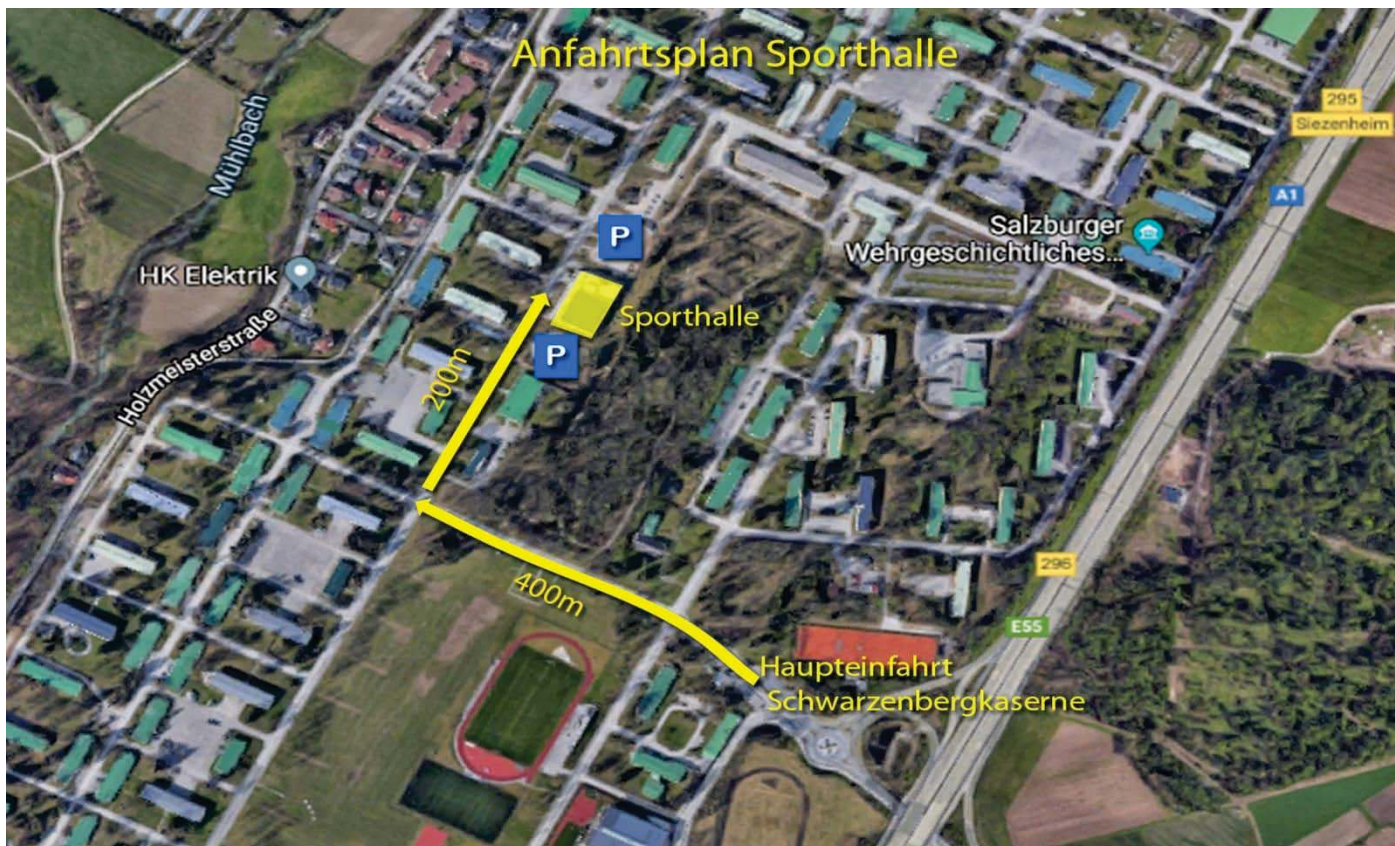 Anfahrtsplan Sporthalle
295
Siezenheim
Mühlbach
A1
P
Salzburger
Wehrgeschichtliches...
HK Elektrik
Sporthalle
P
Holzmeisterstraße
200m
296
400m
E55
Haupteinfahrt
Schwarzenbergkaserne